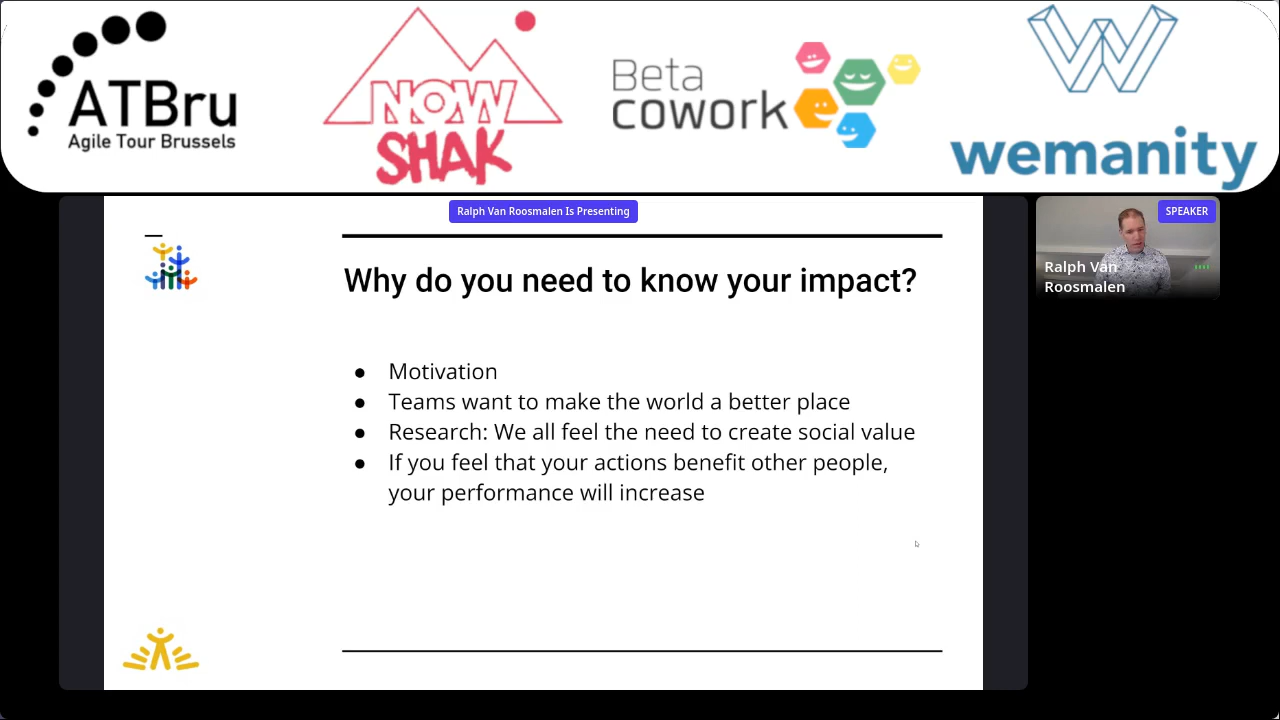 ATBru
Agile Tour Brussels
NOW
SHAK
Beta
cowork
wemanity
Ralph Van Roosmalen Is Presenting
SPEAKER
Ralph Van
Roosmalen
Why do you need to know your impact?
● Motivation
● Teams want to make the world a better place
● Research: We all feel the need to create social value
● If you feel that your actions benefit other people,
your performance will increase